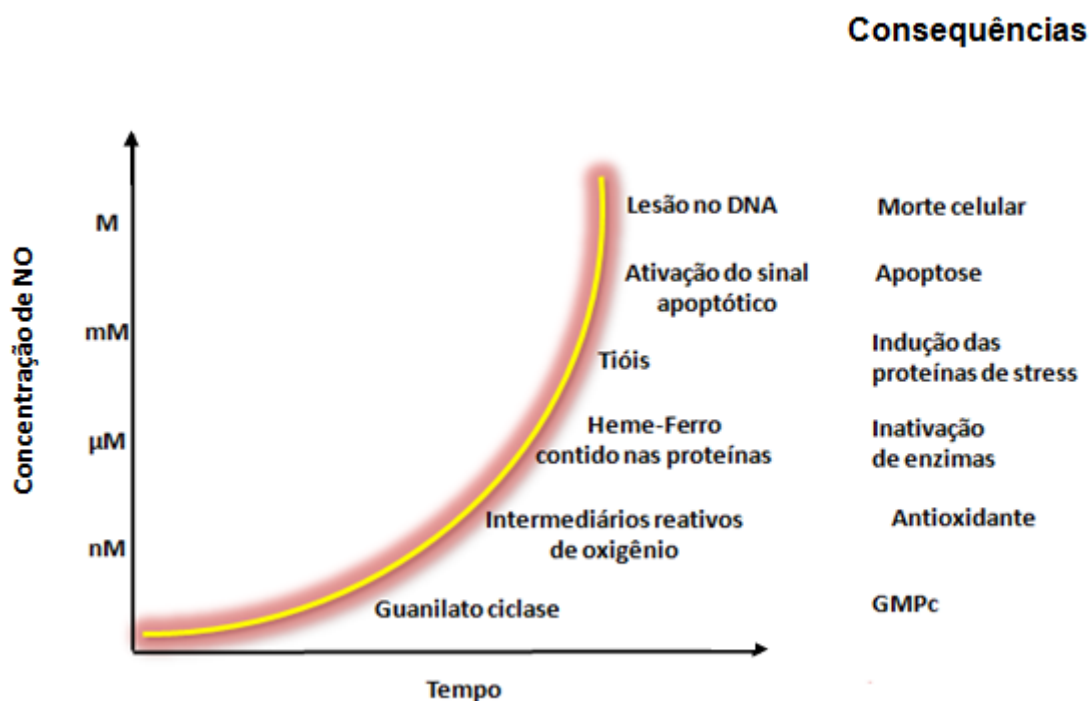 Consequências
Concentração de NO
M
Lesão no DNA
Morte celular
Ativação do sinal
apoptótico
Apoptose
mM
Tióis
Indução das
proteínas de stress
µM
Heme-Ferro
contido nas proteínas
Inativação
de enzimas
nM
Intermediários reativos
de oxigênio
Antioxidante
Guanilato ciclase
GMPc
Tempo